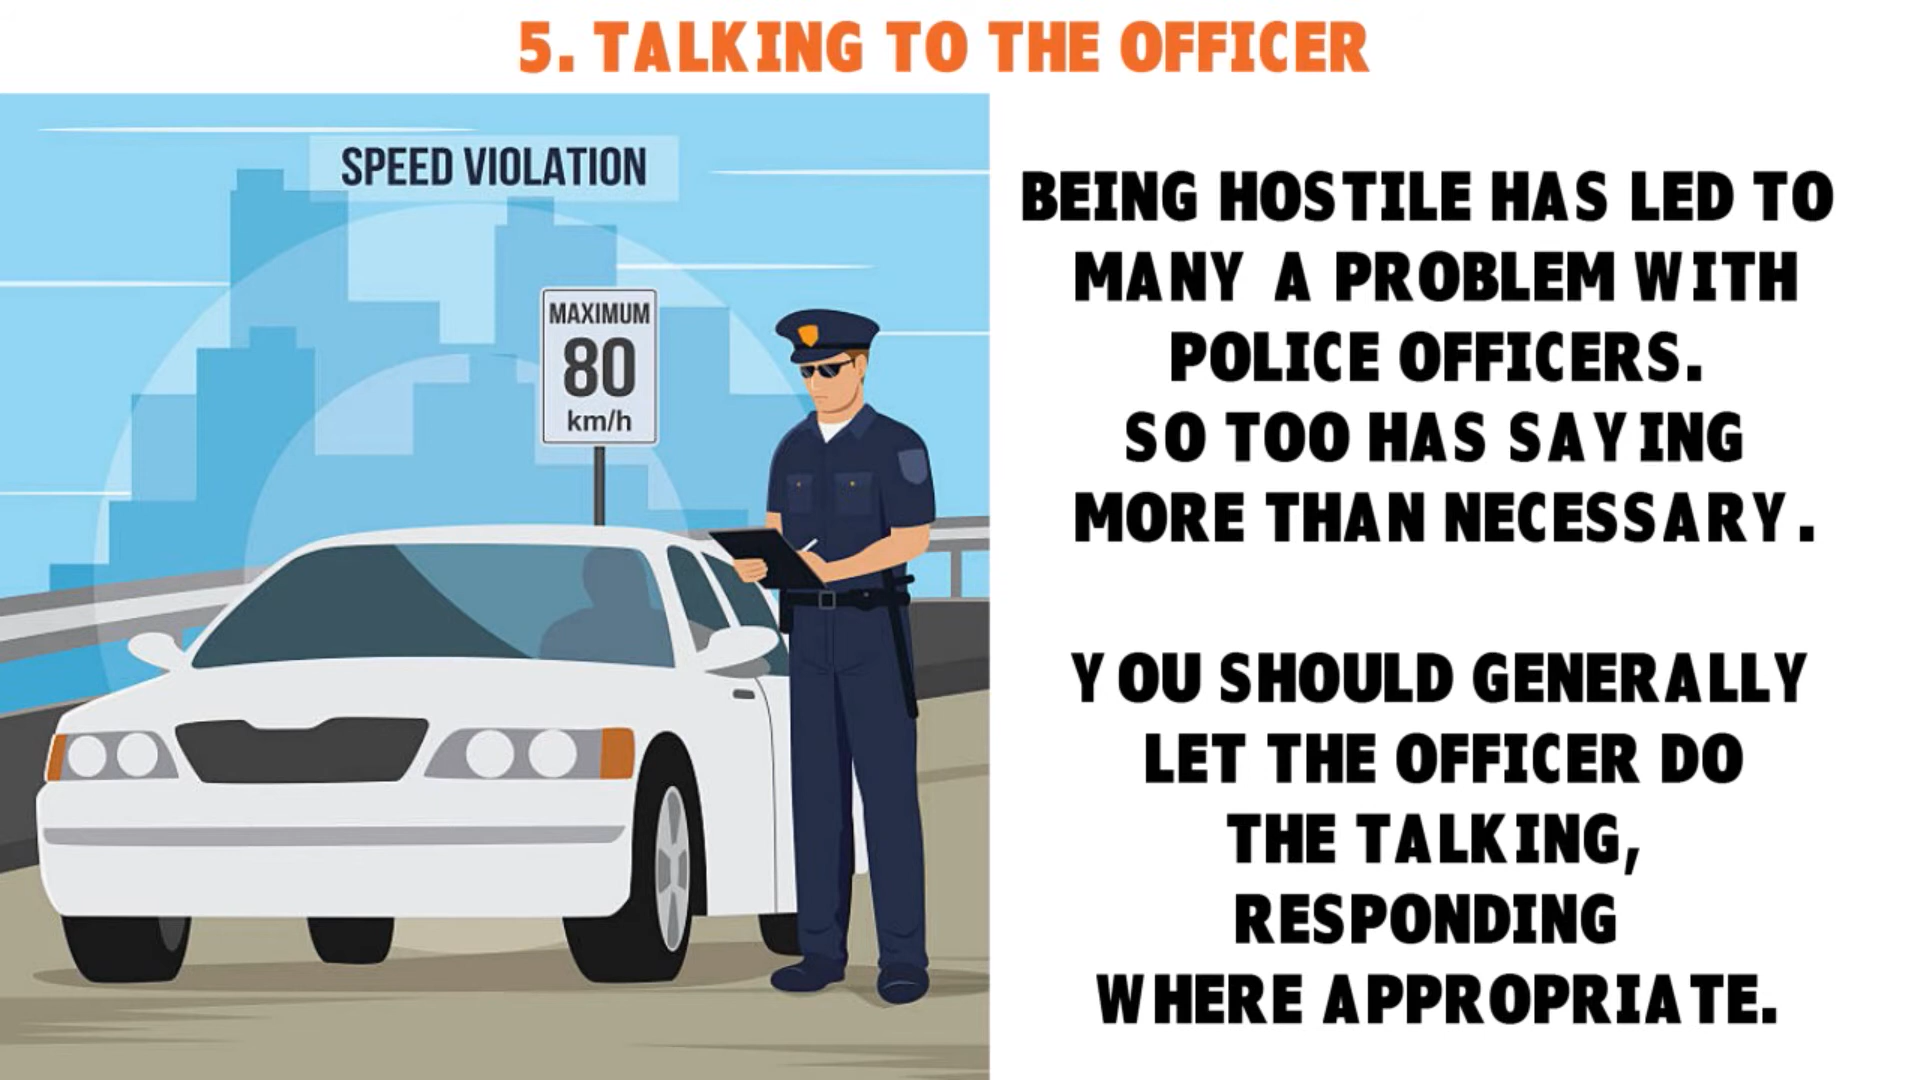 5. TALKING TO THE OFFICER
SPEED VIOLATION
MAXIMUM
80
km/h
BEING HOSTILE HAS LED TO
MANY A PROBLEM WITH
POLICE OFFICERS.
SO TOO HAS SAYING
MORE THAN NECESSARY.
YOU SHOULD GENERALLY
LET THE OFFICER DO
THE TALKING,
RESPONDING
WHERE APPROPRIATE.